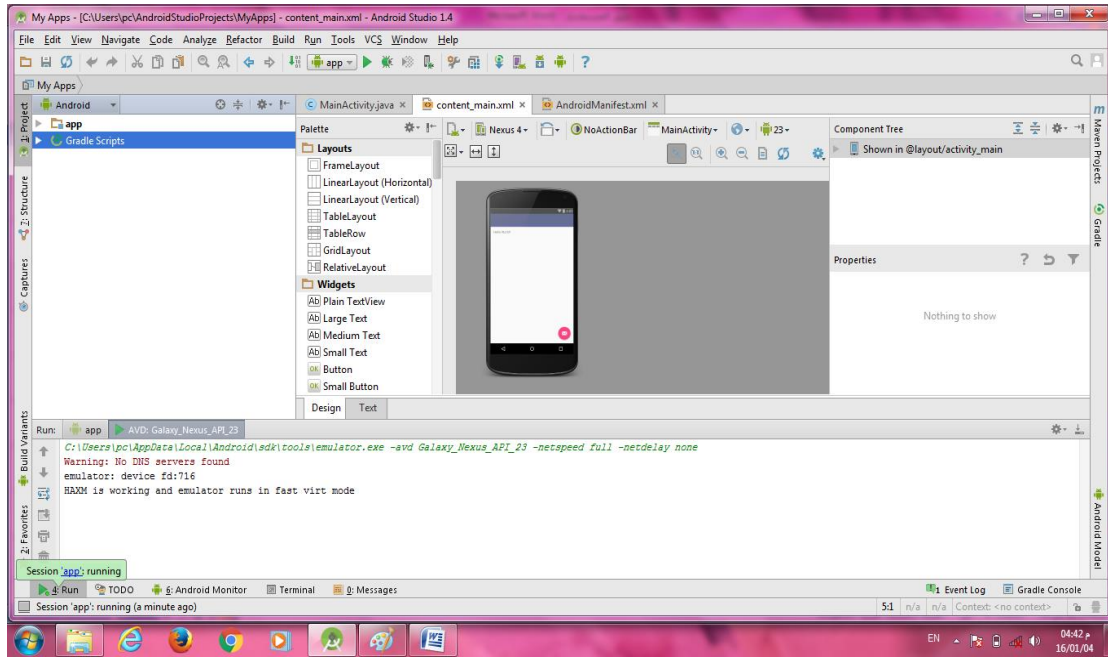 My Apps - [C:\Users\pc\AndroidStudioProjects\MyApps] - content_main.xml - Android Studio 1.4
File Edit View Navigate Code Analyze Refactor Build Run Tools VCS Window Help
app
My Apps
Android
MainActivity.java
content_main.xml
AndroidManifest.xml
1: Project
app
Gradle Scripts
Palette
Nexus 4
NoActionBar
MainActivity
23
Component Tree
Shown in @layout/activity_main
Layouts
FrameLayout
LinearLayout (Horizontal)
LinearLayout (Vertical)
TableLayout
TableRow
GridLayout
RelativeLayout
Widgets
Ab Plain TextView
Ab Large Text
Ab Medium Text
Ab Small Text
OK Button
OK Small Button
Properties
Nothing to show
Design Text
Maven Projects
Gradle
Android Model
Z: Structure
Captures
Build Variants
2: Favorites
Run: app AVD: Galaxy_Nexus_API_23
C:\Users\pc\AppData\Local\Android\sdk\tools\emulator.exe -avd Galaxy_Nexus_API_23 -netspeed full -netdelay none
Warning: No DNS servers found
emulator: device fd:716
HAXM is working and emulator runs in fast virt mode
Session 'app': running
4: Run TODO 6: Android Monitor Terminal 0: Messages
1 Event Log Gradle Console
Session 'app': running (a minute ago)
5:1 n/a n/a Context: <no context>
EN
04:42 م
16/01/04